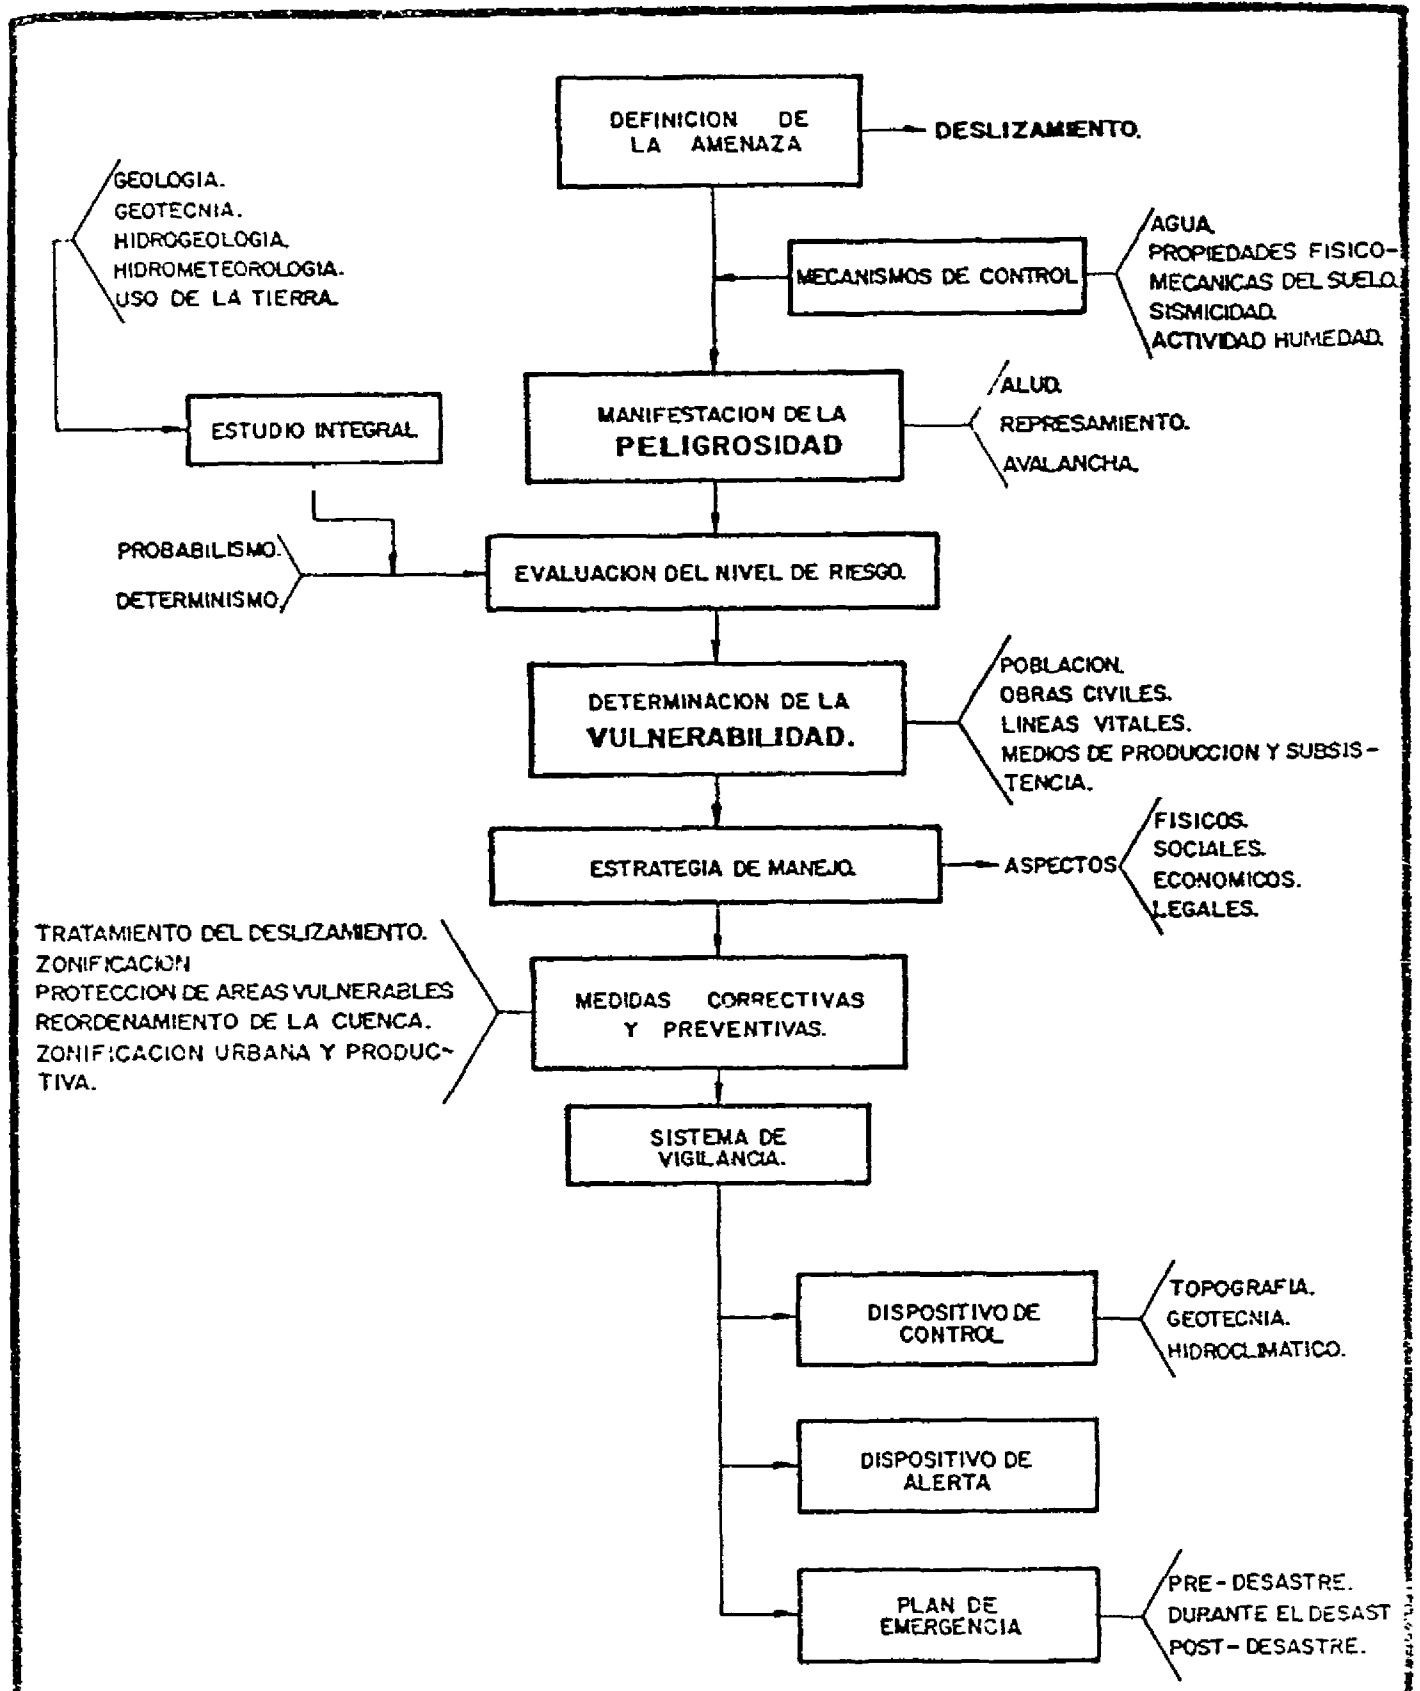 DEFINICION DE
LA AMENAZA
DESLIZAMIENTO.
GEOLOGIA.
GEOTECNIA.
HIDROGEOLOGIA.
HIDROMETEOROLOGIA.
USO DE LA TIERRA.
MECANISMOS DE CONTROL
AGUA.
PROPIEDADES FISICO-
MECANICAS DEL SUELO.
SISMICIDAD.
ACTIVIDAD HUMEDAD.
ESTUDIO INTEGRAL
MANIFESTACION DE LA
PELIGROSIDAD
ALUD.
REPRESAMIENTO.
AVALANCHA.
PROBABILISMO.
DETERMINISMO.
EVALUACION DEL NIVEL DE RIESGO.
DETERMINACION DE LA
VULNERABILIDAD.
POBLACION.
OBRAS CIVILES.
LINEAS VITALES.
MEDIOS DE PRODUCCION Y SUBSIS-
TENCIA.
ESTRATEGIA DE MANEJO.
ASPECTOS
FISICOS.
SOCIALES.
ECONOMICOS.
LEGALES.
TRATAMIENTO DEL DESLIZAMIENTO.
ZONIFICACION
PROTECCION DE AREAS VULNERABLES
REORDENAMIENTO DE LA CUENCA.
ZONIFICACION URBANA Y PRODUC-
TIVA.
MEDIDAS CORRECTIVAS
Y PREVENTIVAS.
SISTEMA DE
VIGILANCIA.
DISPOSITIVO DE
CONTROL
TOPOGRAFIA.
GEOTECNIA.
HIDROCLIMATICO.
DISPOSITIVO DE
ALERTA
PLAN DE
EMERGENCIA
PRE-DESASTRE.
DURANTE EL DESAST
POST-DESASTRE.